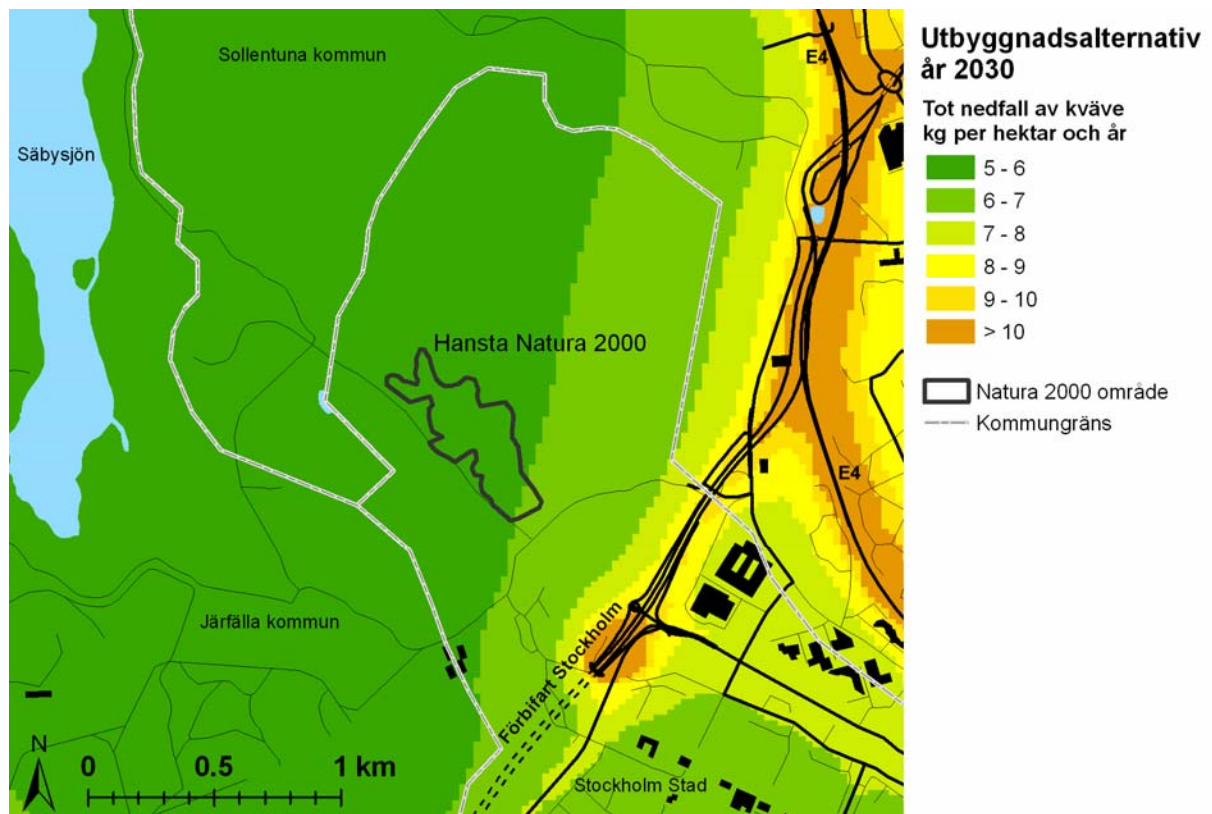 Sollentuna kommun
E4
Säbysjön
Hansta Natura 2000
E4
Järfälla kommun
Förbifart Stockholm
Stockholm Stad
N
0 0.5 1 km
Utbyggnadsalternativ
år 2030
Tot nedfall av kväve
kg per hektar och år
5 - 6
6 - 7
7 - 8
8 - 9
9 - 10
> 10
Natura 2000 område
Kommungräns